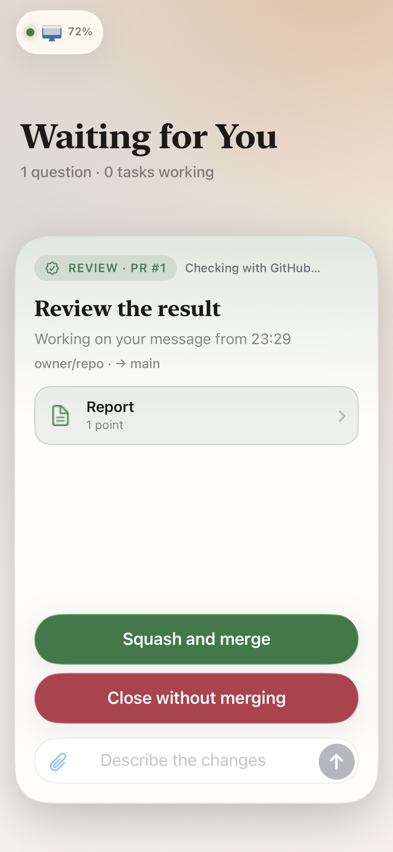 72%
Waiting for You
1 question · 0 tasks working
REVIEW · PR #1 Checking with GitHub...
Review the result
Working on your message from 23:29
owner/repo · → main
Report
1 point
Squash and merge
Close without merging
Describe the changes